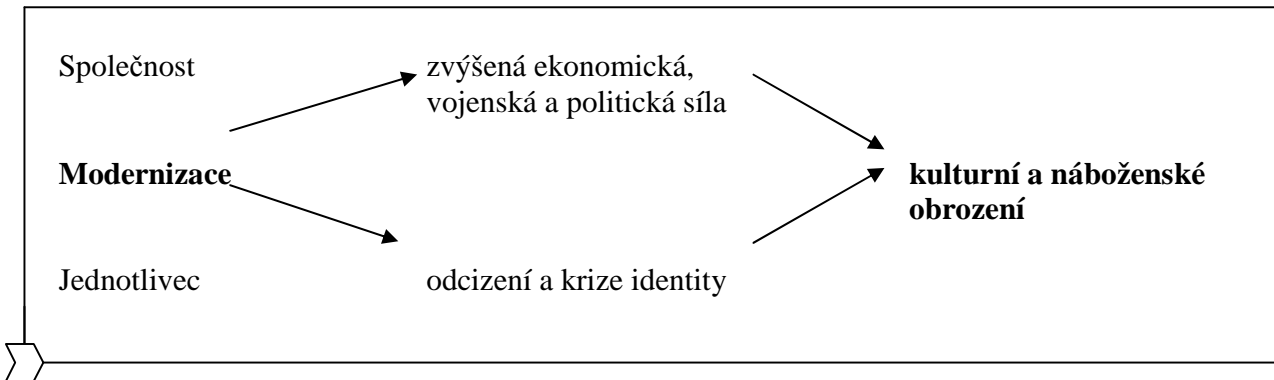 Společnost
zvýšená ekonomická,
vojenská a politická síla
Modernizace
kulturní a náboženské
obrození
Jednotlivec
odcizení a krize identity